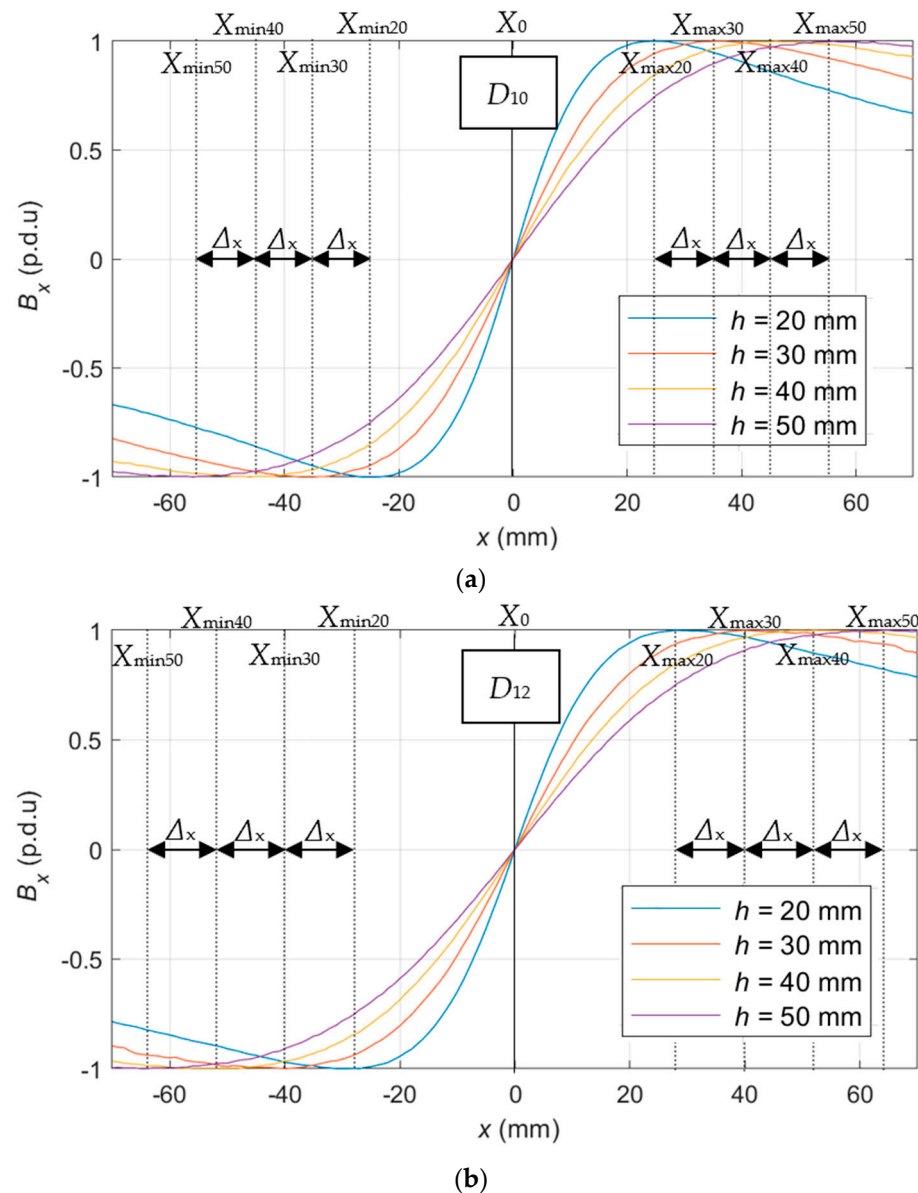 Xmin40 Xmin20 X0 Xmax30 Xmax50
Xmin50 Xmin30 Xmax20 Xmax40
D10
1
0.5
0
-0.5
-1
Bx (p.d.u)
Δx Δx Δx Δx Δx Δx
h = 20 mm
h = 30 mm
h = 40 mm
h = 50 mm
-60 -40 -20 0 20 40 60
x (mm)
(a)
Xmin40 Xmin20 X0 Xmax30 Xmax50
Xmin50 Xmin30 Xmax20 Xmax40
D12
1
0.5
0
-0.5
-1
Bx (p.d.u)
Δx Δx Δx Δx Δx Δx
h = 20 mm
h = 30 mm
h = 40 mm
h = 50 mm
-60 -40 -20 0 20 40 60
x (mm)
(b)